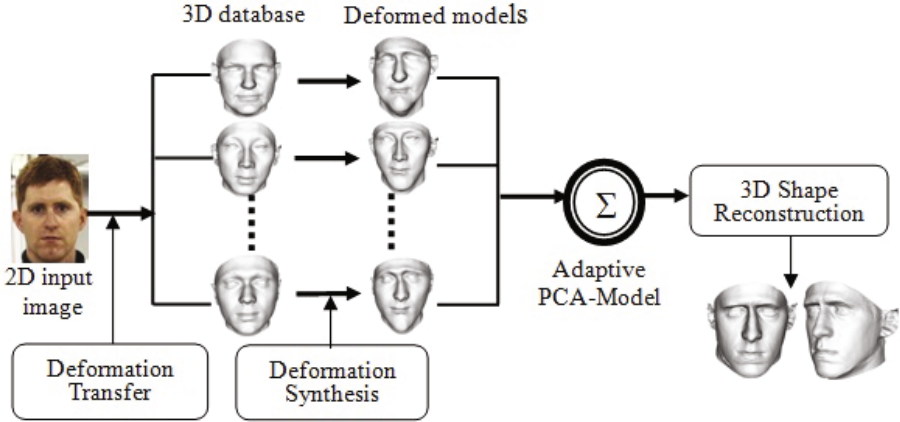 3D database
Deformed models
2D input
image
Deformation
Transfer
Deformation
Synthesis
Σ
Adaptive
PCA-Model
3D Shape
Reconstruction